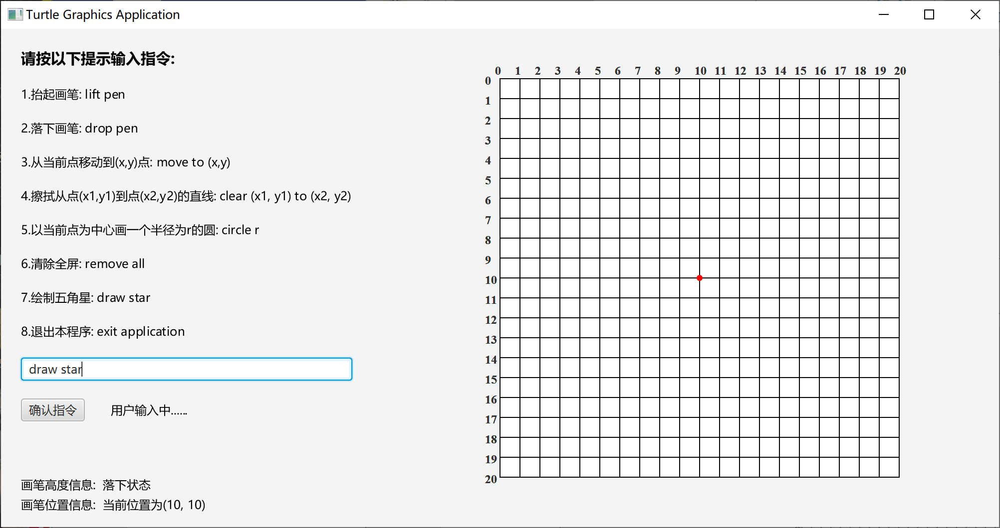 Turtle Graphics Application
请按以下提示输入指令:
1.抬起画笔: lift pen
2.落下画笔: drop pen
3.从当前点移动到(x,y)点: move to (x,y)
4.擦拭从点(x1,y1)到点(x2,y2)的直线: clear (x1, y1) to (x2, y2)
5.以当前点为中心画一个半径为r的圆: circle r
6.清除全屏: remove all
7.绘制五角星: draw star
8.退出本程序: exit application
draw star
确认指令 用户输入中......
画笔高度信息: 落下状态
画笔位置信息: 当前位置为(10, 10)
0 1 2 3 4 5 6 7 8 9 10 11 12 13 14 15 16 17 18 19 20
0
1
2
3
4
5
6
7
8
9
10
11
12
13
14
15
16
17
18
19
20